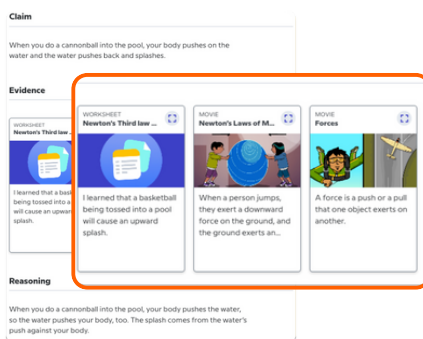 Claim
When you do a cannonball into the pool, your body pushes on the
water and the water pushes back and splashes.
Evidence
WORKSHEET
Newton's Third law
I learned that a bask
being tossed into a
will cause an upwar
splash.
WORKSHEET
Newton's Third law ...
I learned that a basketball
being tossed into a pool
will cause an upward
splash.
MOVIE
Newton's Laws of M...
When a person jumps,
they exert a downward
force on the ground, and
the ground exerts an...
MOVIE
Forces
A force is a push or a pull
that one object exerts on
another.
Reasoning
When you do a cannonball into the pool, your body pushes the water,
so the water pushes your body, too. The splash comes from the water's
push against your body.